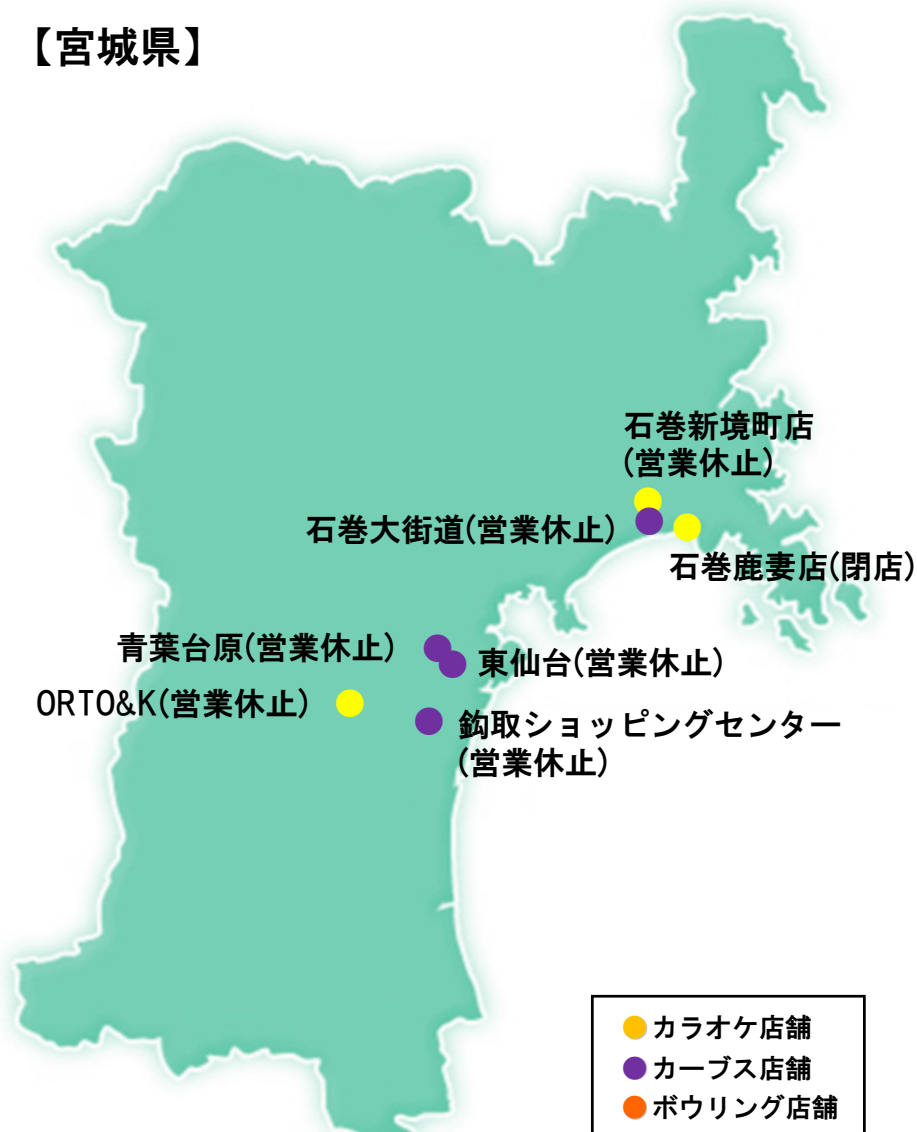 【宮城県】
石巻新境町店
(営業休止)
石巻大街道(営業休止)
石巻鹿妻店(閉店)
青葉台原(営業休止)
東仙台(営業休止)
ORTO&K(営業休止)
鈎取ショッピングセンター
(営業休止)
カラオケ店舗
カーブス店舗
ボウリング店舗